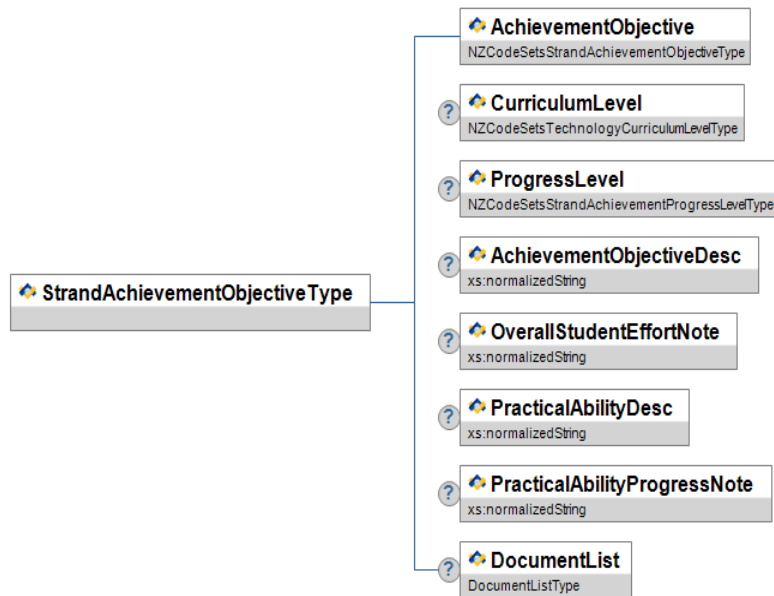 AchievementObjective
NZCodeSetsStrandAchievementObjectiveType
?
CurriculumLevel
NZCodeSetsTechnologyCurriculumLevelType
?
ProgressLevel
NZCodeSetsStrandAchievementProgressLevelType
?
AchievementObjectiveDesc
xs:normalizedString
StrandAchievementObjectiveType
?
OverallStudentEffortNote
xs:normalizedString
?
PracticalAbilityDesc
xs:normalizedString
?
PracticalAbilityProgressNote
xs:normalizedString
?
DocumentList
DocumentListType